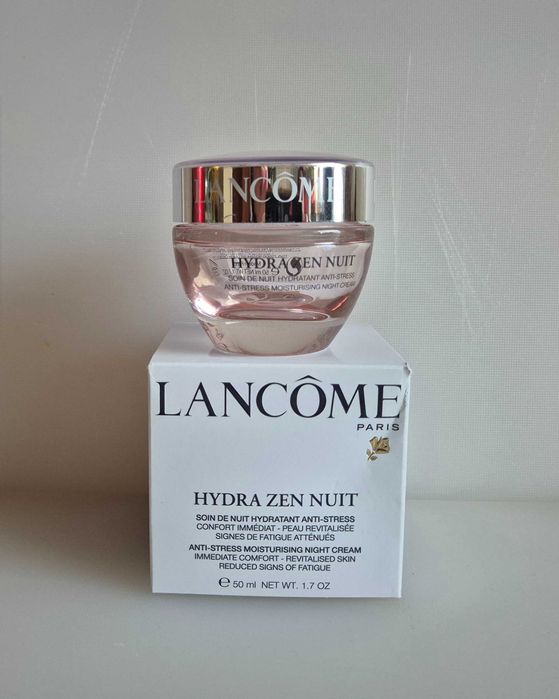 LANCÔME
HYDRA ZEN NUIT
SOIN DE NUIT HYDRATANT ANTI-STRESS
ANTI-STRESS MOISTURISING NIGHT CREAM
LANCÔME
PARIS
HYDRA ZEN NUIT
SOIN DE NUIT HYDRATANT ANTI-STRESS
CONFORT IMMÉDIAT - PEAU REVITALISÉE
SIGNES DE FATIGUE ATTÉNUÉS
ANTI-STRESS MOISTURISING NIGHT CREAM
IMMEDIATE COMFORT - REVITALISED SKIN
REDUCED SIGNS OF FATIGUE
℮ 50 ml NET WT. 1.7 OZ